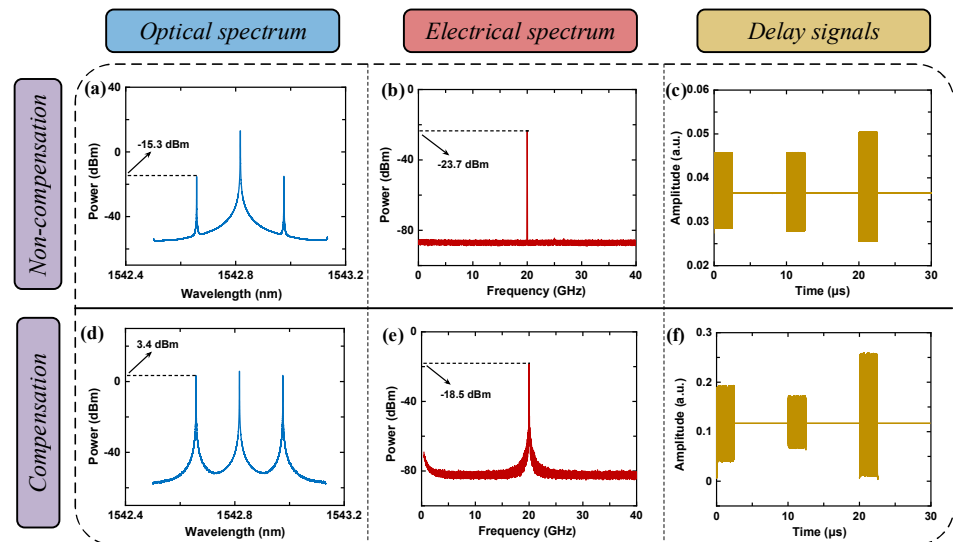 Optical spectrum
Electrical spectrum
Delay signals
Non-compensation
(a)
40
0
-40
Power (dBm)
-15.3 dBm
1542.4
1542.8
1543.2
Wavelength (nm)
(b)
0
-40
-80
Power (dBm)
-23.7 dBm
0
10
20
30
40
Frequency (GHz)
(c)
0.06
0.05
0.04
0.03
0.02
Amplitude (a.u.)
0
10
20
30
Time (μs)
Compensation
(d)
3.4 dBm
0
-40
Power (dBm)
1542.4
1542.8
1543.2
Wavelength (nm)
(e)
0
-40
-80
Power (dBm)
-18.5 dBm
0
10
20
30
40
Frequency (GHz)
(f)
0.3
0.2
0.1
0
Amplitude (a.u.)
0
10
20
30
Time (μs)